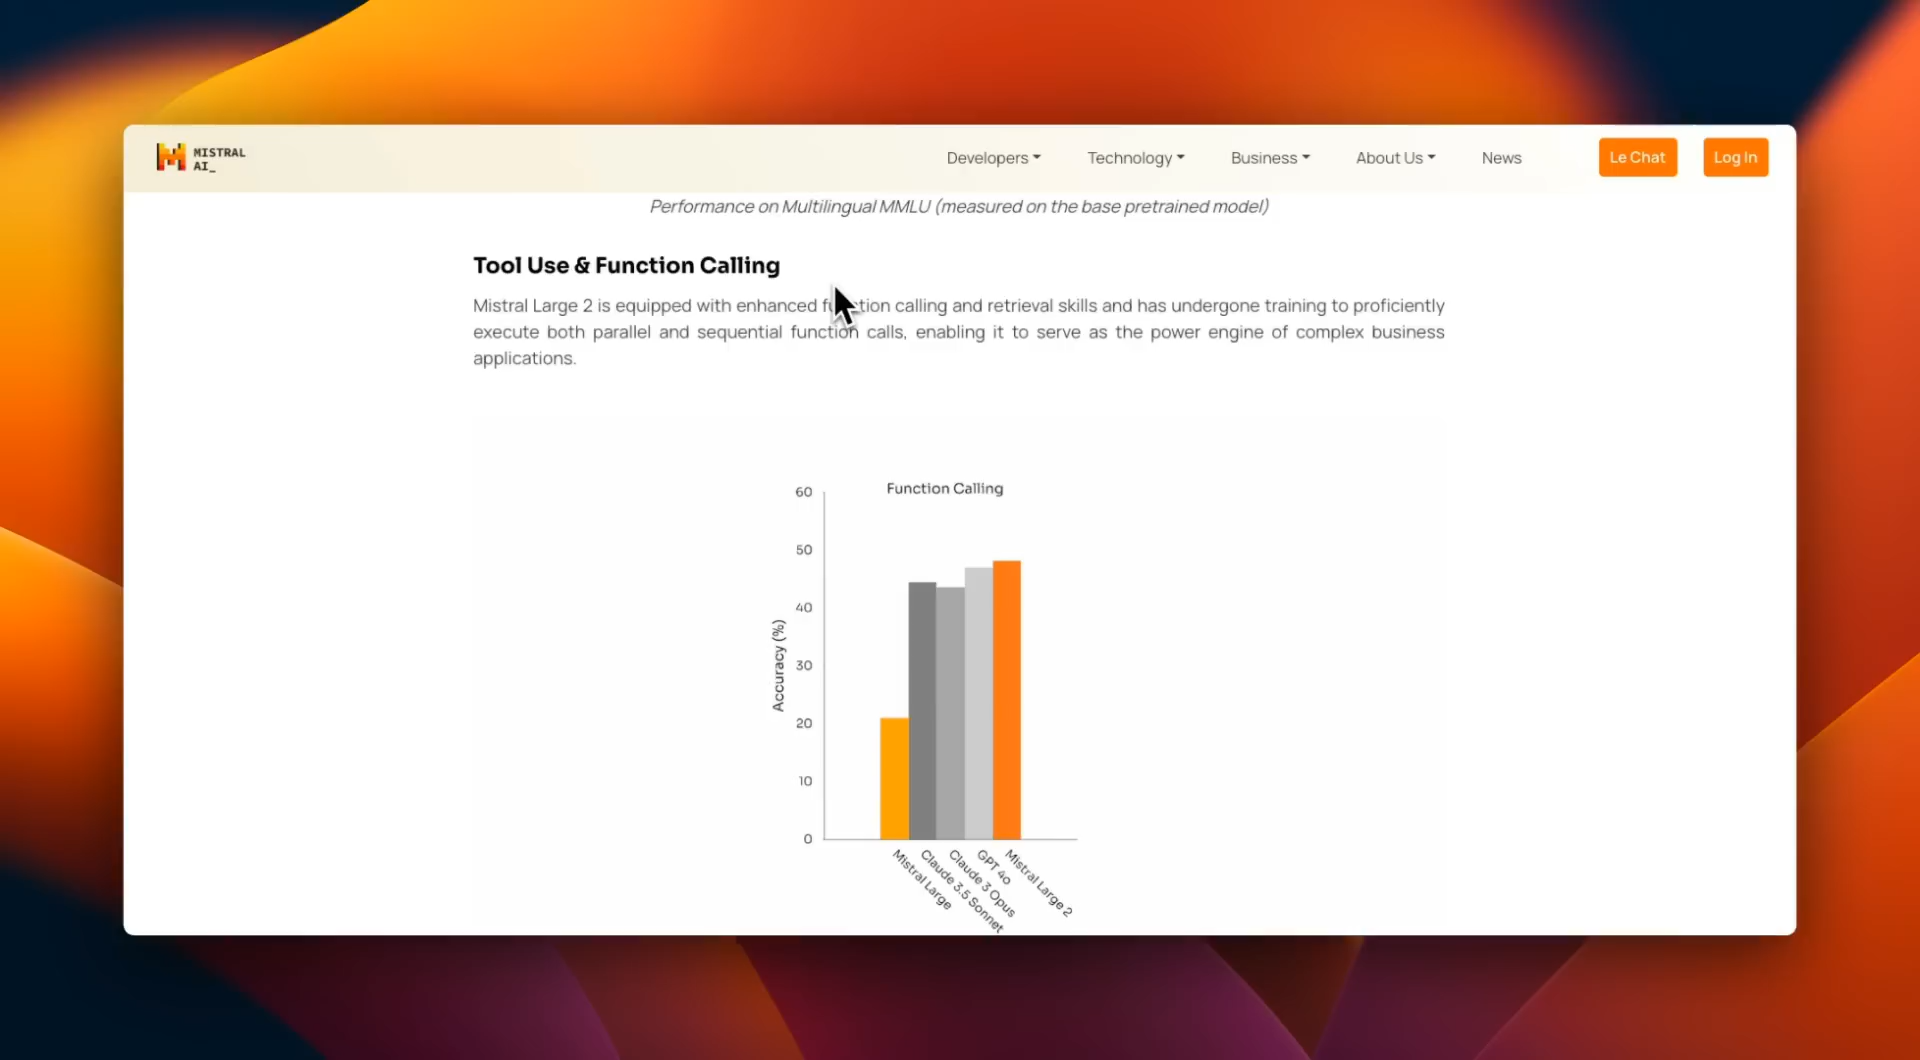 MISTRAL
AI_
Developers
Technology
Business
About Us
News
Le Chat
Log In
Performance on Multilingual MMLU (measured on the base pretrained model)
Tool Use & Function Calling
Mistral Large 2 is equipped with enhanced function calling and retrieval skills and has undergone training to proficiently
execute both parallel and sequential function calls, enabling it to serve as the power engine of complex business
applications.
Function Calling
Accuracy (%)
60
50
40
30
20
10
0
Mistral Large
Claude 3.5 Sonnet
Claude 3 Opus
GPT 4o
Mistral Large 2